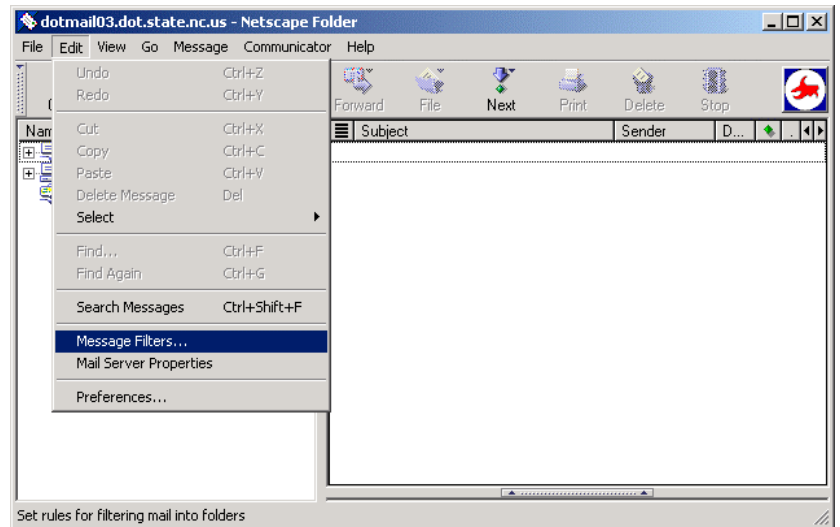 dotmail03.dot.state.nc.us - Netscape Folder
File Edit View Go Message Communicator Help
Forward File Next Print Delete Stop
Subject Sender D... .
Undo Ctrl+Z
Redo Ctrl+Y
Cut Ctrl+X
Copy Ctrl+C
Paste Ctrl+V
Delete Message Del
Select
Find... Ctrl+F
Find Again Ctrl+G
Search Messages Ctrl+Shift+F
Message Filters...
Mail Server Properties
Preferences...
Set rules for filtering mail into folders